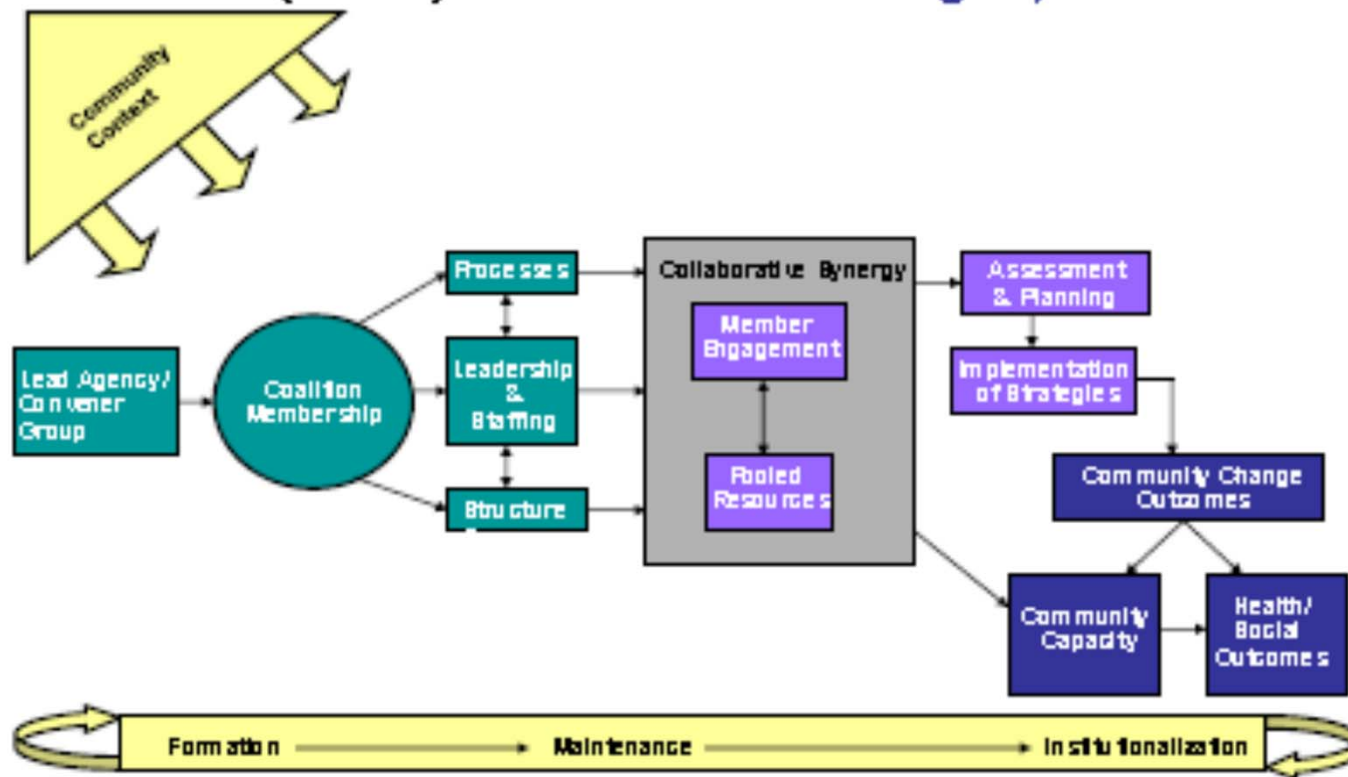 Community
Context
Processes
Collaborative Synergy
Assessment
& Planning
Member
Engagement
Lead Agency/
Convener
Group
Coalition
Membership
Leadership
&
Staffing
Implementation
of Strategies
Pooled
Resources
Structure
Community Change
Outcomes
Community
Capacity
Health/
Social
Outcomes
Formation
Maintenance
Institutionalization